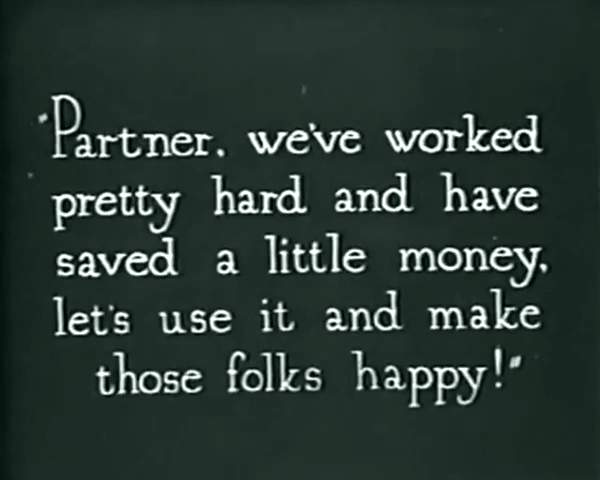 "Partner, we've worked
pretty hard and have
saved a little money,
let's use it and make
those folks happy!"